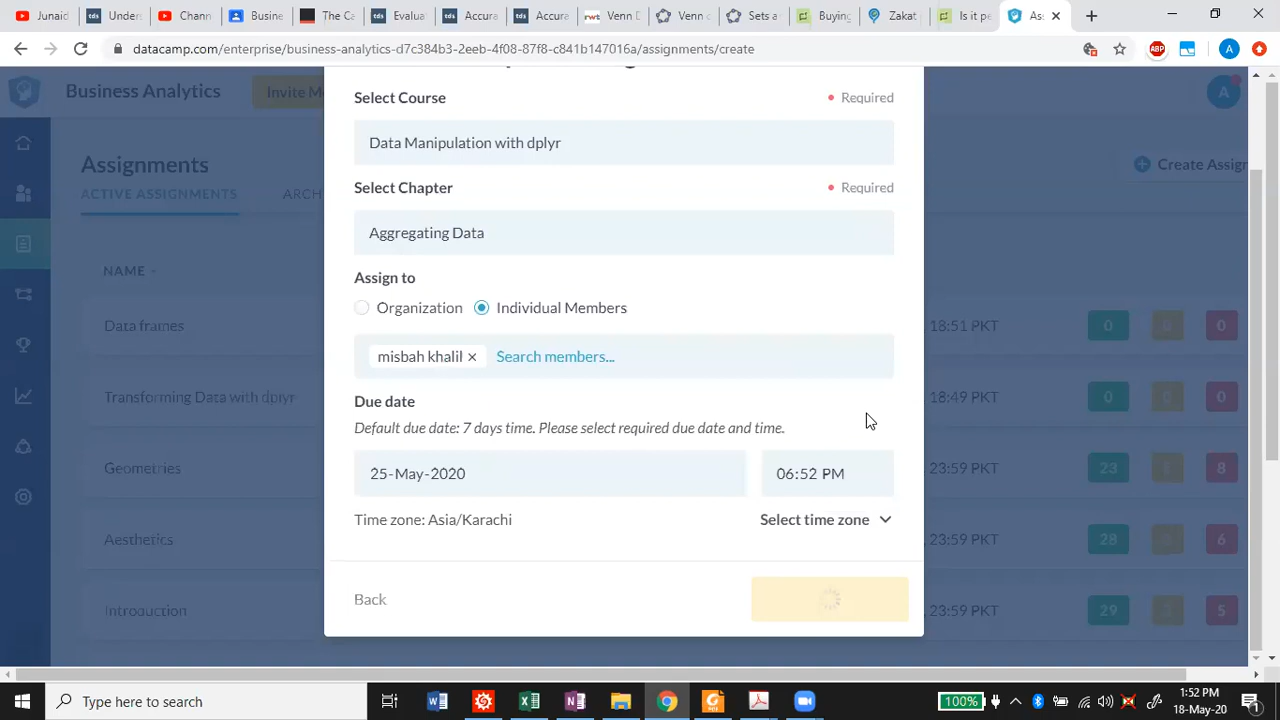 Junaid
Unders
Chann
Busine
The Ca
Evaluat
Accura
Accura
Venn D
Venn c
Sets a
Buying
Zakat
Is it pe
As
datacamp.com/enterprise/business-analytics-d7c384b3-2eeb-4f08-87f8-c841b147016a/assignments/create
ABP
A
Business Analytics
Invite Me
A
Select Course
Required
Data Manipulation with dplyr
Assignments
Create Assign
ACTIVE ASSIGNMENTS
ARCH
Select Chapter
Required
Aggregating Data
NAME
Assign to
Organization
Individual Members
Data frames
18:51 PKT
0
0
0
misbah khalil × Search members...
Transforming Data with dplyr
18:49 PKT
0
0
0
Due date
Default due date: 7 days time. Please select required due date and time.
Geometries
25-May-2020
06:52 PM
23:59 PKT
23
8
Time zone: Asia/Karachi
Select time zone
Aesthetics
, 23:59 PKT
28
6
Back
Introduction
, 23:59 PKT
29
5
Type here to search
100%
1:52 PM
18-May-20
1